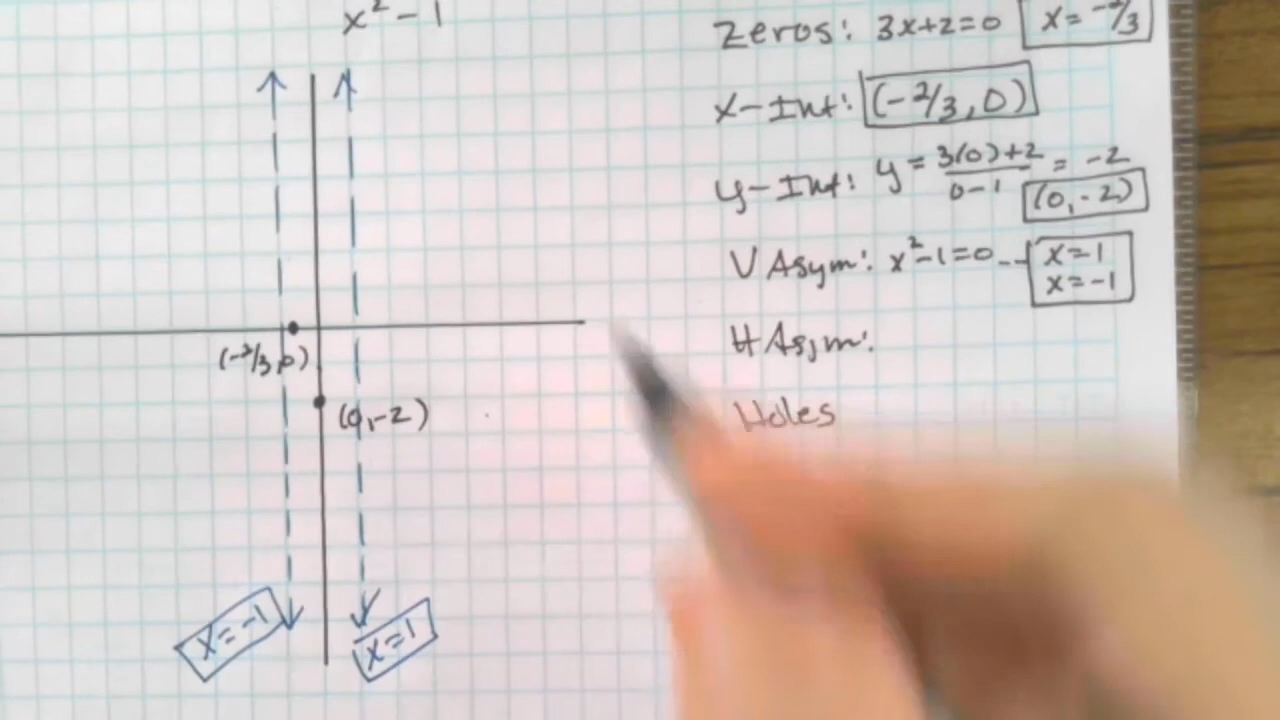 x² - 1
Zeros: 3x+2=0 x= -2/3
X-Int: (-2/3, 0)
y-Int: y = 3(0)+2 / 0-1 = -2
(0, -2)
V Asym: x²-1=0 x=1
x=-1
H Asym:
Holes
(-2/3, 0)
(0, -2)
x=-1
x=1